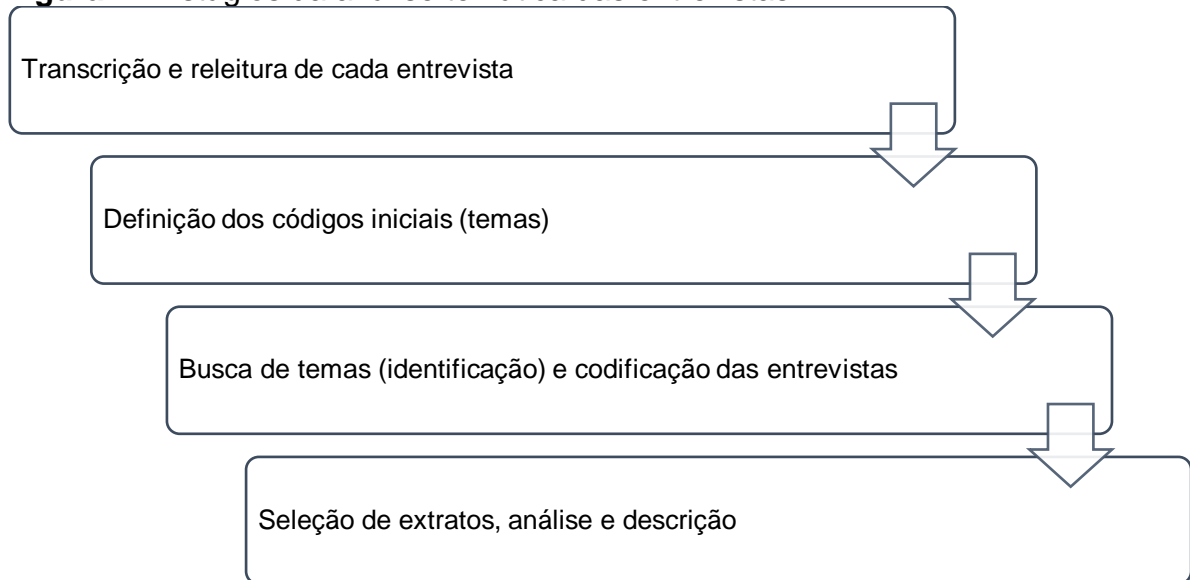 Transcrição e releitura de cada entrevista
Definição dos códigos iniciais (temas)
Busca de temas (identificação) e codificação das entrevistas
Seleção de extratos, análise e descrição